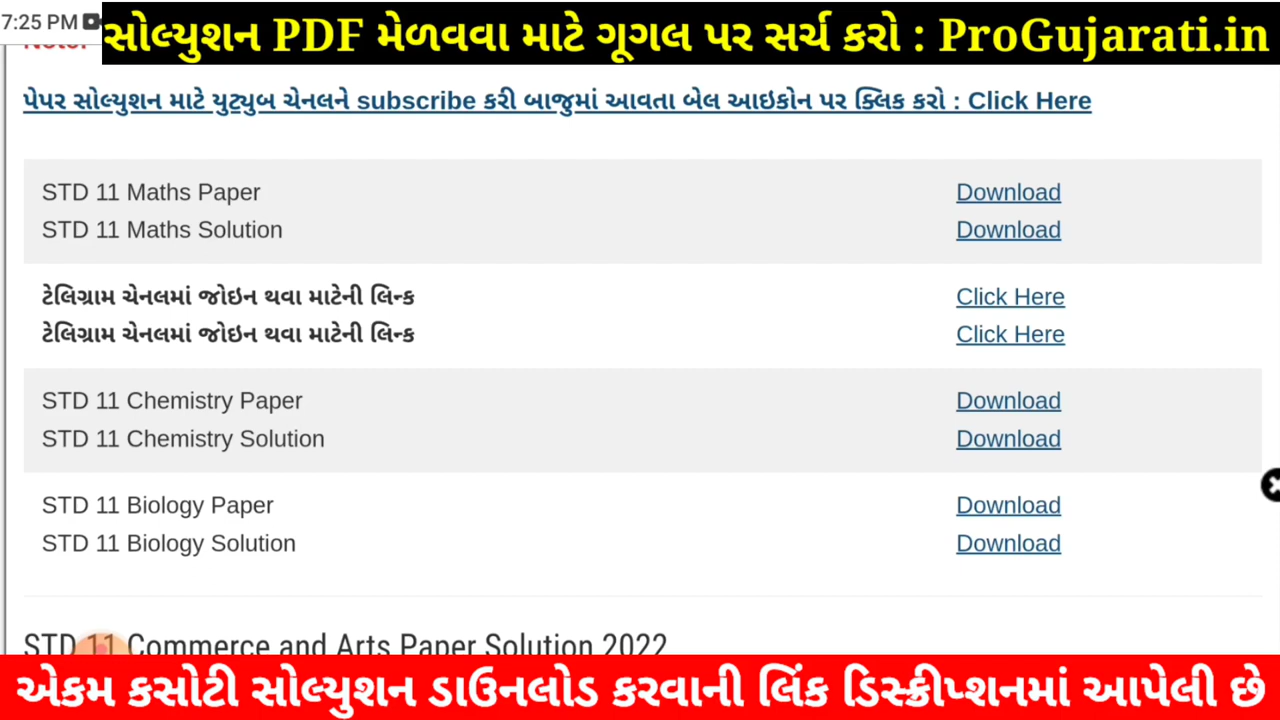 7:25 PM
સોલ્યુશન PDF મેળવવા માટે ગૂગલ પર સર્ચ કરો : ProGujarati.in
પેપર સોલ્યુશન માટે યુટ્યુબ ચેનલને subscribe કરી બાજુમાં આવતા બેલ આઇકોન પર ક્લિક કરો : Click Here
STD 11 Maths Paper Download
STD 11 Maths Solution Download
ટેલિગ્રામ ચેનલમાં જોઇન થવા માટેની લિન્ક Click Here
ટેલિગ્રામ ચેનલમાં જોઇન થવા માટેની લિન્ક Click Here
STD 11 Chemistry Paper Download
STD 11 Chemistry Solution Download
STD 11 Biology Paper Download
STD 11 Biology Solution Download
STD 11 Commerce and Arts Paper Solution 2022
એકમ કસોટી સોલ્યુશન ડાઉનલોડ કરવાની લિંક ડિસ્ક્રીપ્શનમાં આપેલી છે